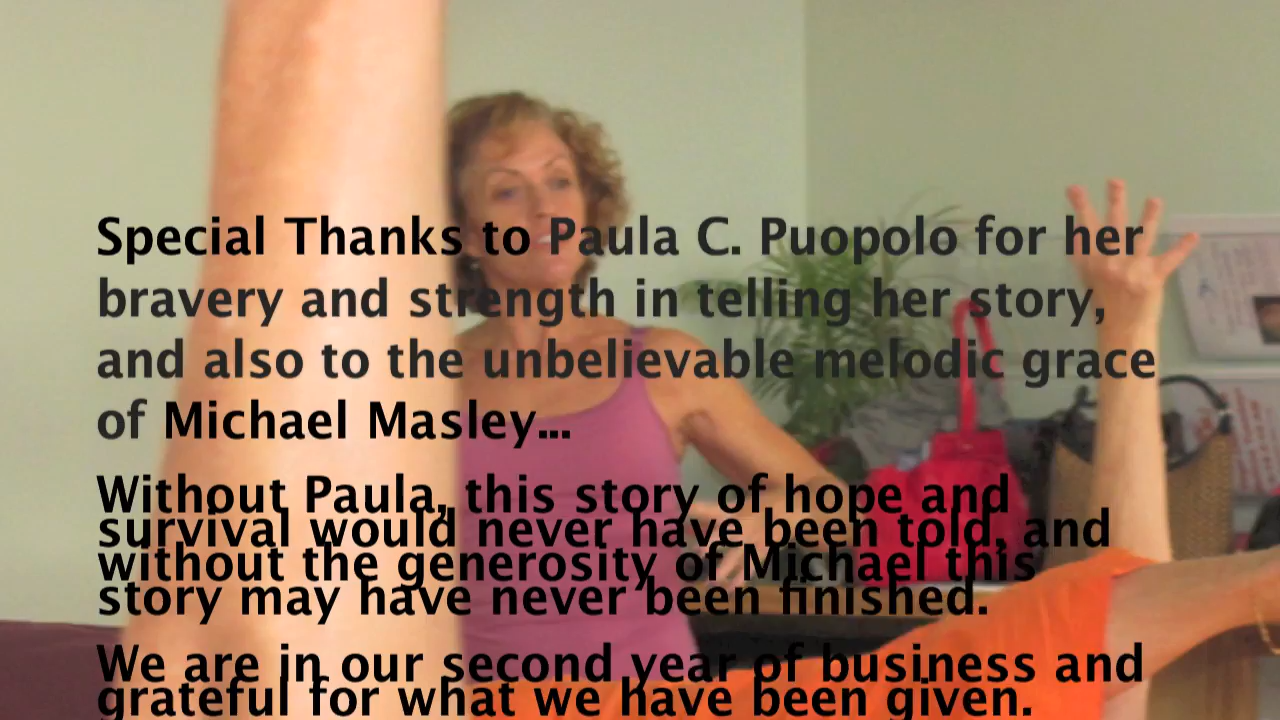 Special Thanks to Paula C. Puopolo for her
bravery and strength in telling her story,
and also to the unbelievable melodic grace
of Michael Masley...
Without Paula, this story of hope and
survival would never have been told, and
without the generosity of Michael this
story may have never been finished.
We are in our second year of business and
grateful for what we have been given.